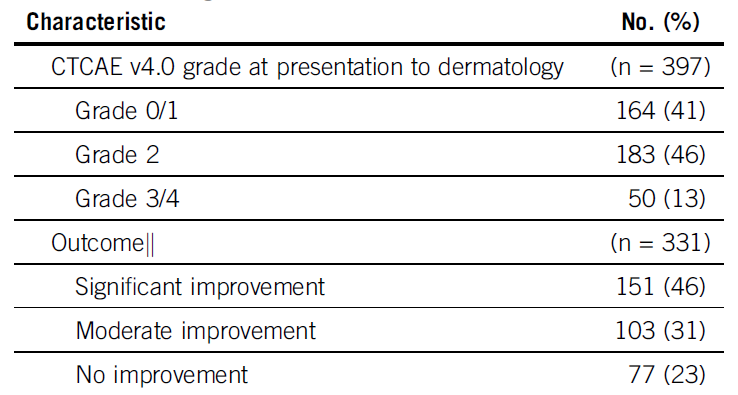 Characteristic No. (%)
CTCAE v4.0 grade at presentation to dermatology (n = 397)
Grade 0/1 164 (41)
Grade 2 183 (46)
Grade 3/4 50 (13)
Outcome|| (n = 331)
Significant improvement 151 (46)
Moderate improvement 103 (31)
No improvement 77 (23)